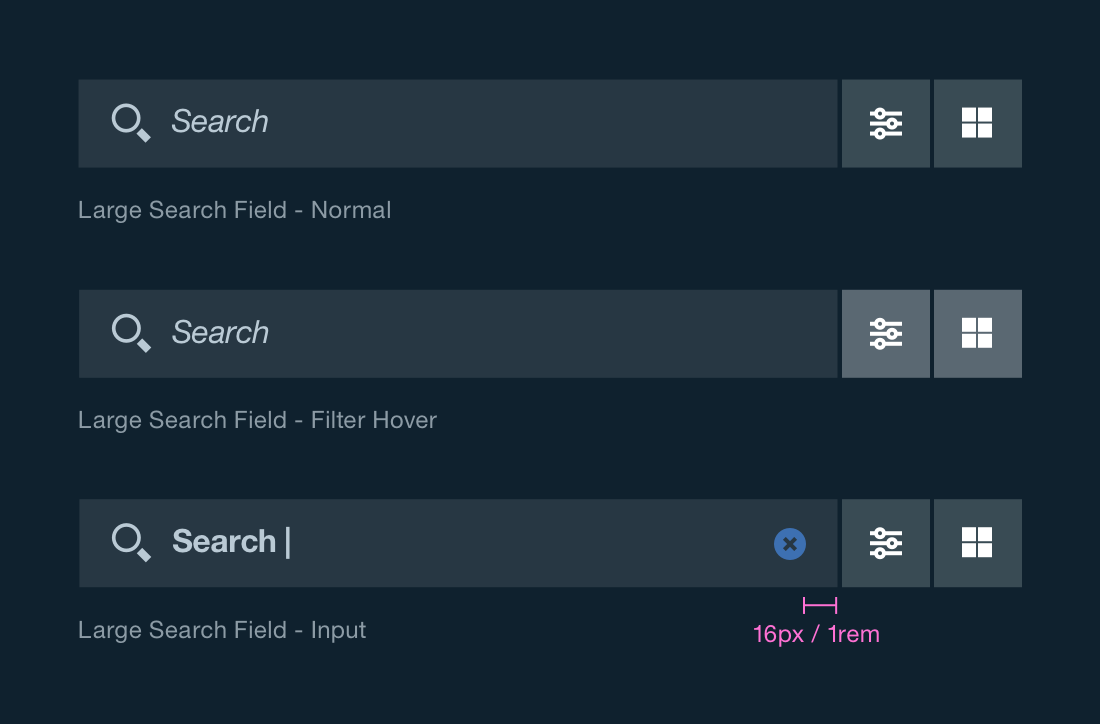 Search
Large Search Field - Normal
Search
Large Search Field - Filter Hover
Search
Large Search Field - Input
16px / 1rem